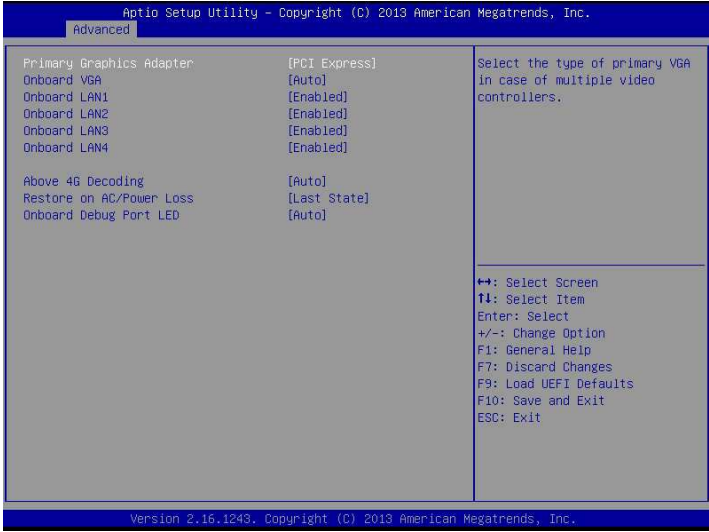 Aptio Setup Utility – Copyright (C) 2013 American Megatrends, Inc.
Advanced
Primary Graphics Adapter [PCI Express]
Onboard VGA [Auto]
Onboard LAN1 [Enabled]
Onboard LAN2 [Enabled]
Onboard LAN3 [Enabled]
Onboard LAN4 [Enabled]
Above 4G Decoding [Auto]
Restore on AC/Power Loss [Last State]
Onboard Debug Port LED [Auto]
Select the type of primary VGA
in case of multiple video
controllers.
↔: Select Screen
↑↓: Select Item
Enter: Select
+/-: Change Option
F1: General Help
F7: Discard Changes
F9: Load UEFI Defaults
F10: Save and Exit
ESC: Exit
Version 2.16.1243. Copyright (C) 2013 American Megatrends, Inc.